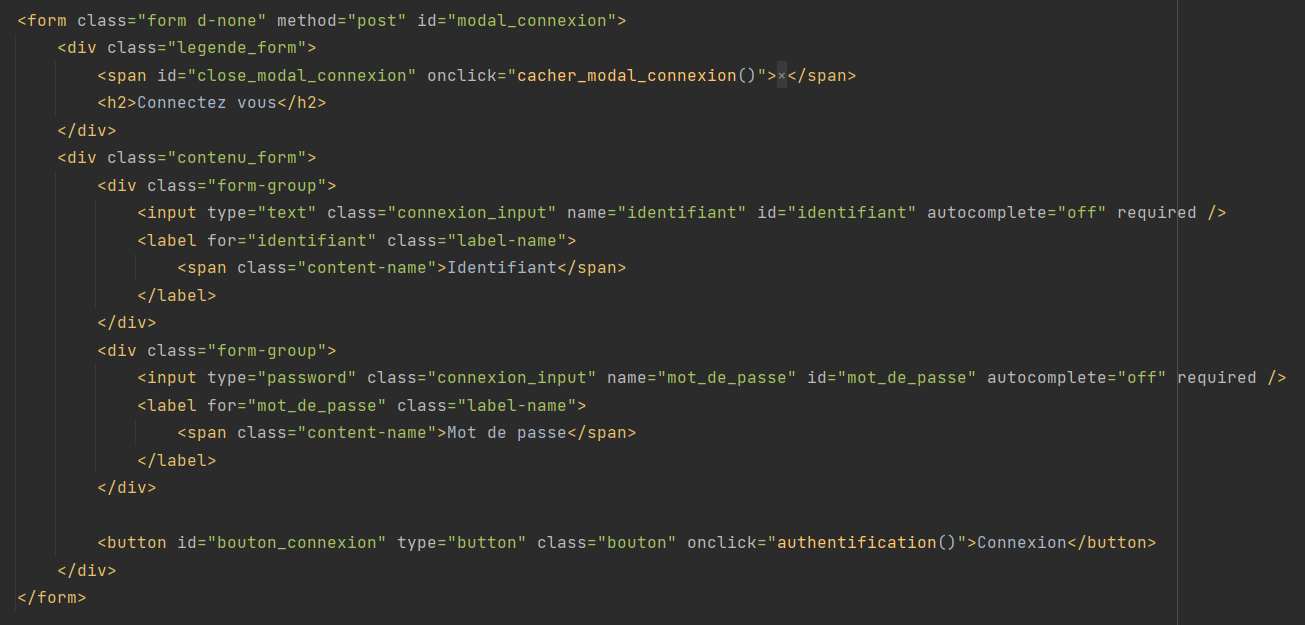 <form class="form d-none" method="post" id="modal_connexion">
    <div class="legende_form">
        <span id="close_modal_connexion" onclick="cacher_modal_connexion()">×</span>
        <h2>Connectez vous</h2>
    </div>
    <div class="contenu_form">
        <div class="form-group">
            <input type="text" class="connexion_input" name="identifiant" id="identifiant" autocomplete="off" required />
            <label for="identifiant" class="label-name">
                <span class="content-name">Identifiant</span>
            </label>
        </div>
        <div class="form-group">
            <input type="password" class="connexion_input" name="mot_de_passe" id="mot_de_passe" autocomplete="off" required />
            <label for="mot_de_passe" class="label-name">
                <span class="content-name">Mot de passe</span>
            </label>
        </div>

        <button id="bouton_connexion" type="button" class="bouton" onclick="authentification()">Connexion</button>
    </div>
</form>